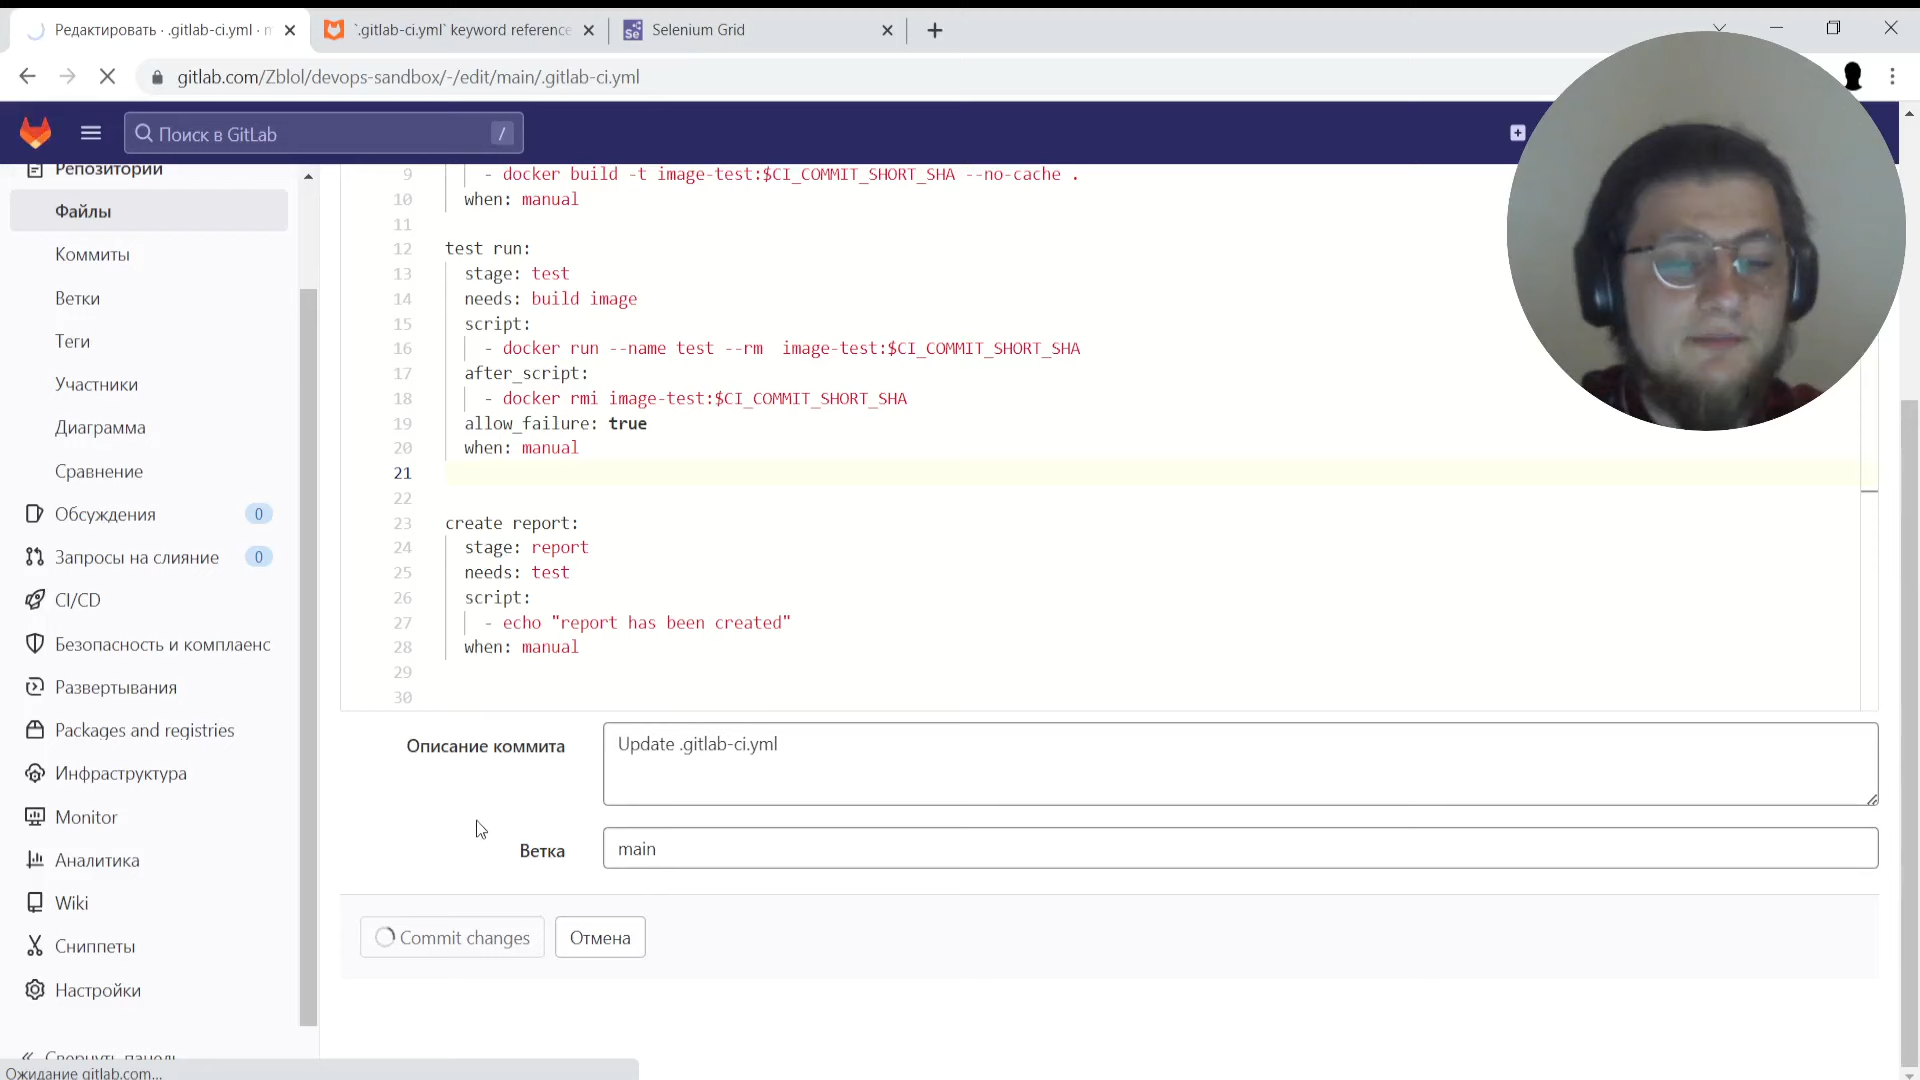 Редактировать · .gitlab-ci.yml ·
`.gitlab-ci.yml` keyword reference
Selenium Grid
gitlab.com/Zblol/devops-sandbox/-/edit/main/.gitlab-ci.yml
Поиск в GitLab
/
Репозиторий
Файлы
Коммиты
Ветки
Теги
Участники
Диаграмма
Сравнение
Обсуждения 0
Запросы на слияние 0
CI/CD
Безопасность и комплаенс
Развертывания
Packages and registries
Инфраструктура
Monitor
Аналитика
Wiki
Сниппеты
Настройки
Свернуть панель
Ожидание gitlab.com...
9 - docker build -t image-test:$CI_COMMIT_SHORT_SHA --no-cache .
10 when: manual
11
12 test run:
13 stage: test
14 needs: build image
15 script:
16 - docker run --name test --rm  image-test:$CI_COMMIT_SHORT_SHA
17 after_script:
18 - docker rmi image-test:$CI_COMMIT_SHORT_SHA
19 allow_failure: true
20 when: manual
21
22
23 create report:
24 stage: report
25 needs: test
26 script:
27 - echo "report has been created"
28 when: manual
29
30
Описание коммита
Update .gitlab-ci.yml
Ветка
main
Commit changes
Отмена